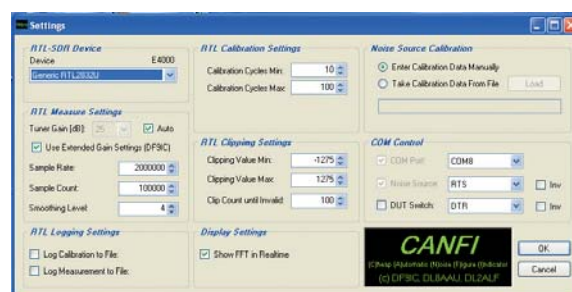 Settings
RTL-SDR Device
Device E4000
Generic RTL2832U
RTL Measure Settings
Tuner Gain [dB]: 25 Auto
Use Extended Gain Settings (DF9IC)
Sample Rate: 2000000
Sample Count: 100000
Smoothing Level: 4
RTL Logging Settings
Log Calibration to File:
Log Measurement to File:
RTL Calibration Settings
Calibration Cycles Min: 10
Calibration Cycles Max: 100
RTL Clipping Settings
Clipping Value Min: -1275
Clipping Value Max: 1275
Clip Count until Invalid: 100
Display Settings
Show FFT in Realtime
Noise Source Calibration
Enter Calibration Data Manually
Take Calibration Data From File Load
COM Control
COM Port: COM8
Noise Source: RTS Inv
DUT Switch: DTR Inv
CANFI
(C)heap (A)utomatic (N)oise (F)igure (I)ndicator
(c) DF9IC, DL8AAU, DL2ALF
OK
Cancel